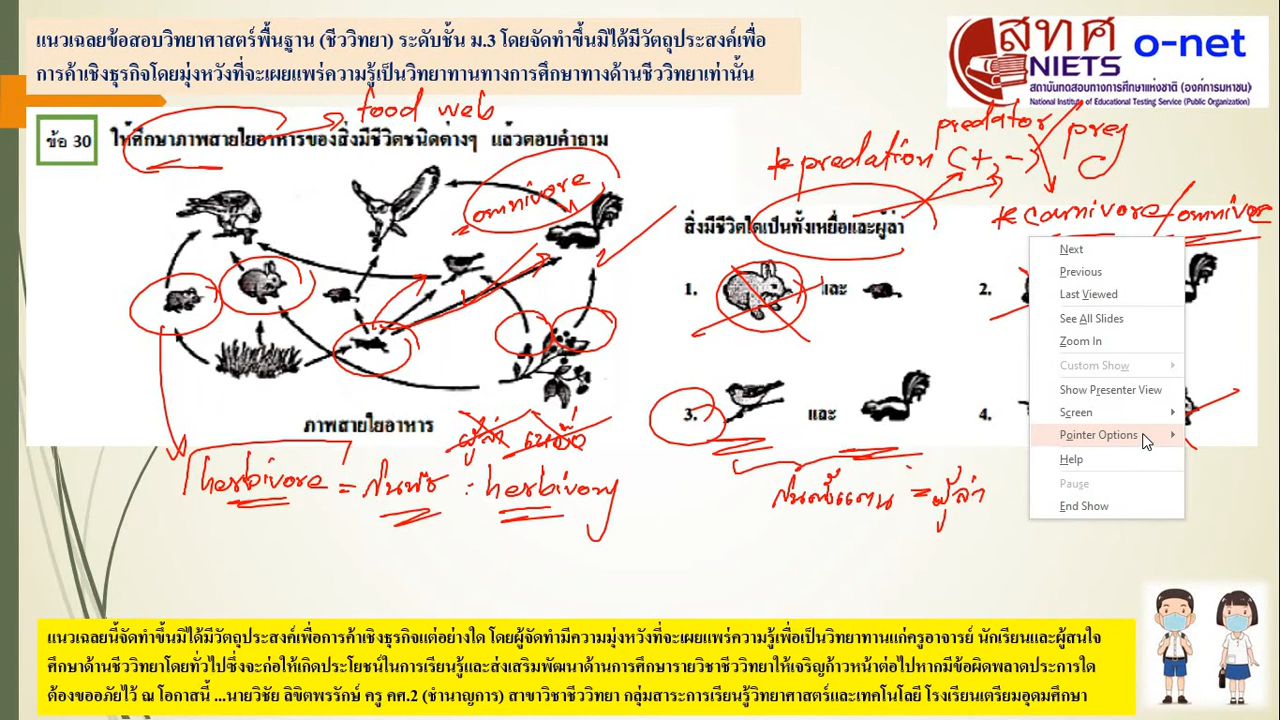 แนวเฉลยข้อสอบวิทยาศาสตร์พื้นฐาน (ชีววิทยา) ระดับชั้น ม.3 โดยจัดทำขึ้นมิได้มีวัตถุประสงค์เพื่อ
การค้าเชิงธุรกิจโดยมุ่งหวังที่จะเผยแพร่ความรู้เป็นวิทยาทานทางการศึกษาทางด้านชีววิทยาเท่านั้น
สทศ
NIETS
o-net
สถาบันทดสอบทางการศึกษาแห่งชาติ (องค์การมหาชน)
National Institute of Educational Testing Service (Public Organization)
food web
ข้อ 30
ให้ศึกษาภาพสายใยอาหารของสิ่งมีชีวิตชนิดต่างๆ แล้วตอบคำถาม
predator prey
* predation (+, -)
omnivore
* carnivore/omnivore
สิ่งมีชีวิตใดเป็นทั้งเหยื่อและผู้ล่า
1. และ
2.
3. และ
4.
ภาพสายใยอาหาร
ผู้ล่า เหยื่อ
herbivore = กินพืช : herbivory
= ผู้ล่า
Next
Previous
Last Viewed
See All Slides
Zoom In
Custom Show
Show Presenter View
Screen
Pointer Options
Help
Pause
End Show
แนวเฉลยนี้จัดทำขึ้นมิได้มีวัตถุประสงค์เพื่อการค้าเชิงธุรกิจแต่อย่างใด โดยผู้จัดทำมีความมุ่งหวังที่จะเผยแพร่ความรู้เพื่อเป็นวิทยาทานแก่ครูอาจารย์ นักเรียนและผู้สนใจ
ศึกษาด้านชีววิทยาโดยทั่วไปซึ่งจะก่อให้เกิดประโยชน์ในการเรียนรู้และส่งเสริมพัฒนาด้านการศึกษารายวิชาชีววิทยาให้เจริญก้าวหน้าต่อไปหากมีข้อผิดพลาดประการใด
ต้องขออภัยไว้ ณ โอกาสนี้ ...นายวิชัย ลิขิตพรรักษ์ ครู คศ.2 (ชำนาญการ) สาขาวิชาชีววิทยา กลุ่มสาระการเรียนรู้วิทยาศาสตร์และเทคโนโลยี โรงเรียนเตรียมอุดมศึกษา